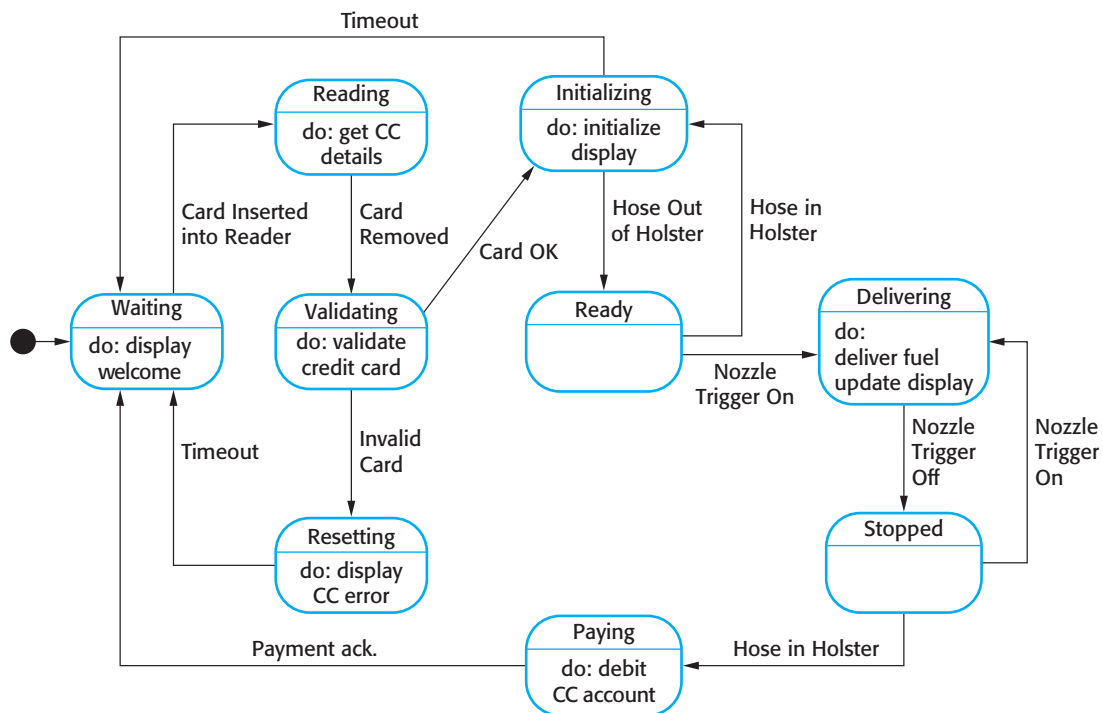 Timeout
Reading
do: get CC
details
Initializing
do: initialize
display
Card Inserted
into Reader
Card
Removed
Card OK
Hose Out
of Holster
Hose in
Holster
Waiting
do: display
welcome
Validating
do: validate
credit card
Ready
Delivering
do:
deliver fuel
update display
Nozzle
Trigger On
Timeout
Invalid
Card
Nozzle
Trigger
Off
Nozzle
Trigger
On
Resetting
do: display
CC error
Stopped
Payment ack.
Paying
do: debit
CC account
Hose in Holster